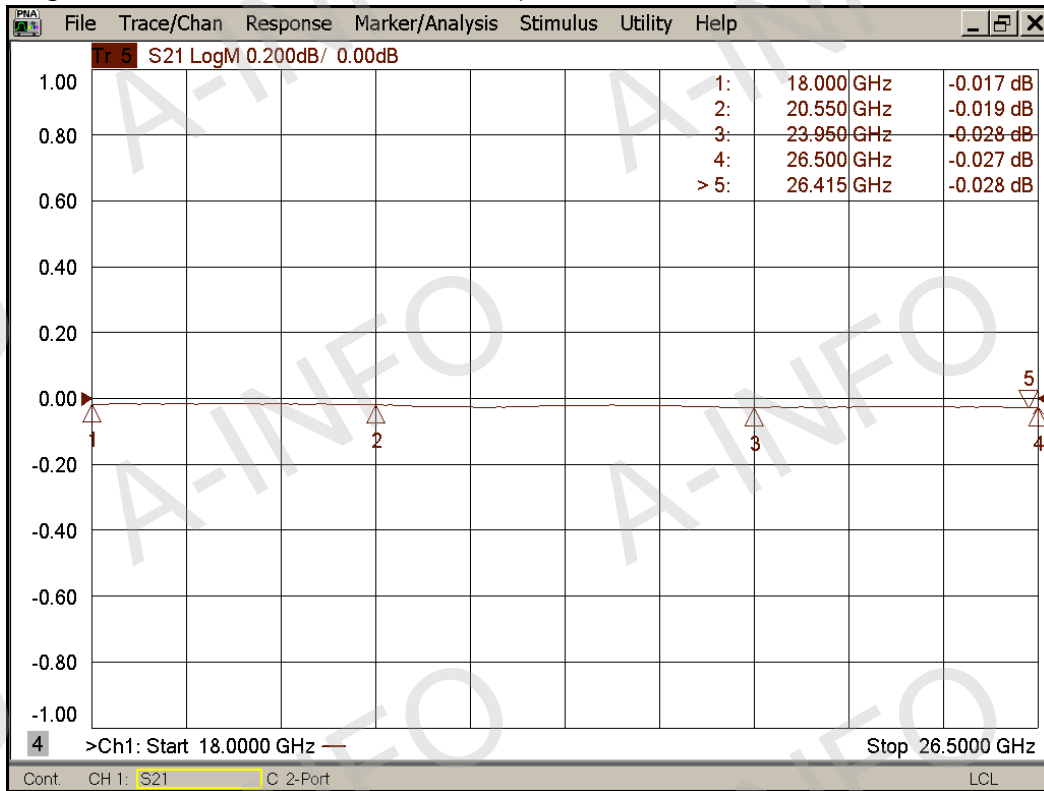 PNA File Trace/Chan Response Marker/Analysis Stimulus Utility Help
Tr 5 S21 LogM 0.200dB/ 0.00dB
1: 18.000 GHz -0.017 dB
2: 20.550 GHz -0.019 dB
3: 23.950 GHz -0.028 dB
4: 26.500 GHz -0.027 dB
> 5: 26.415 GHz -0.028 dB
1.00
0.80
0.60
0.40
0.20
0.00
-0.20
-0.40
-0.60
-0.80
-1.00
5
1
2
3
4
A-INFO
A-INFO
A-INFO
A-INFO
4 >Ch1: Start 18.0000 GHz — Stop 26.5000 GHz
Cont. CH 1: S21 C 2-Port LCL